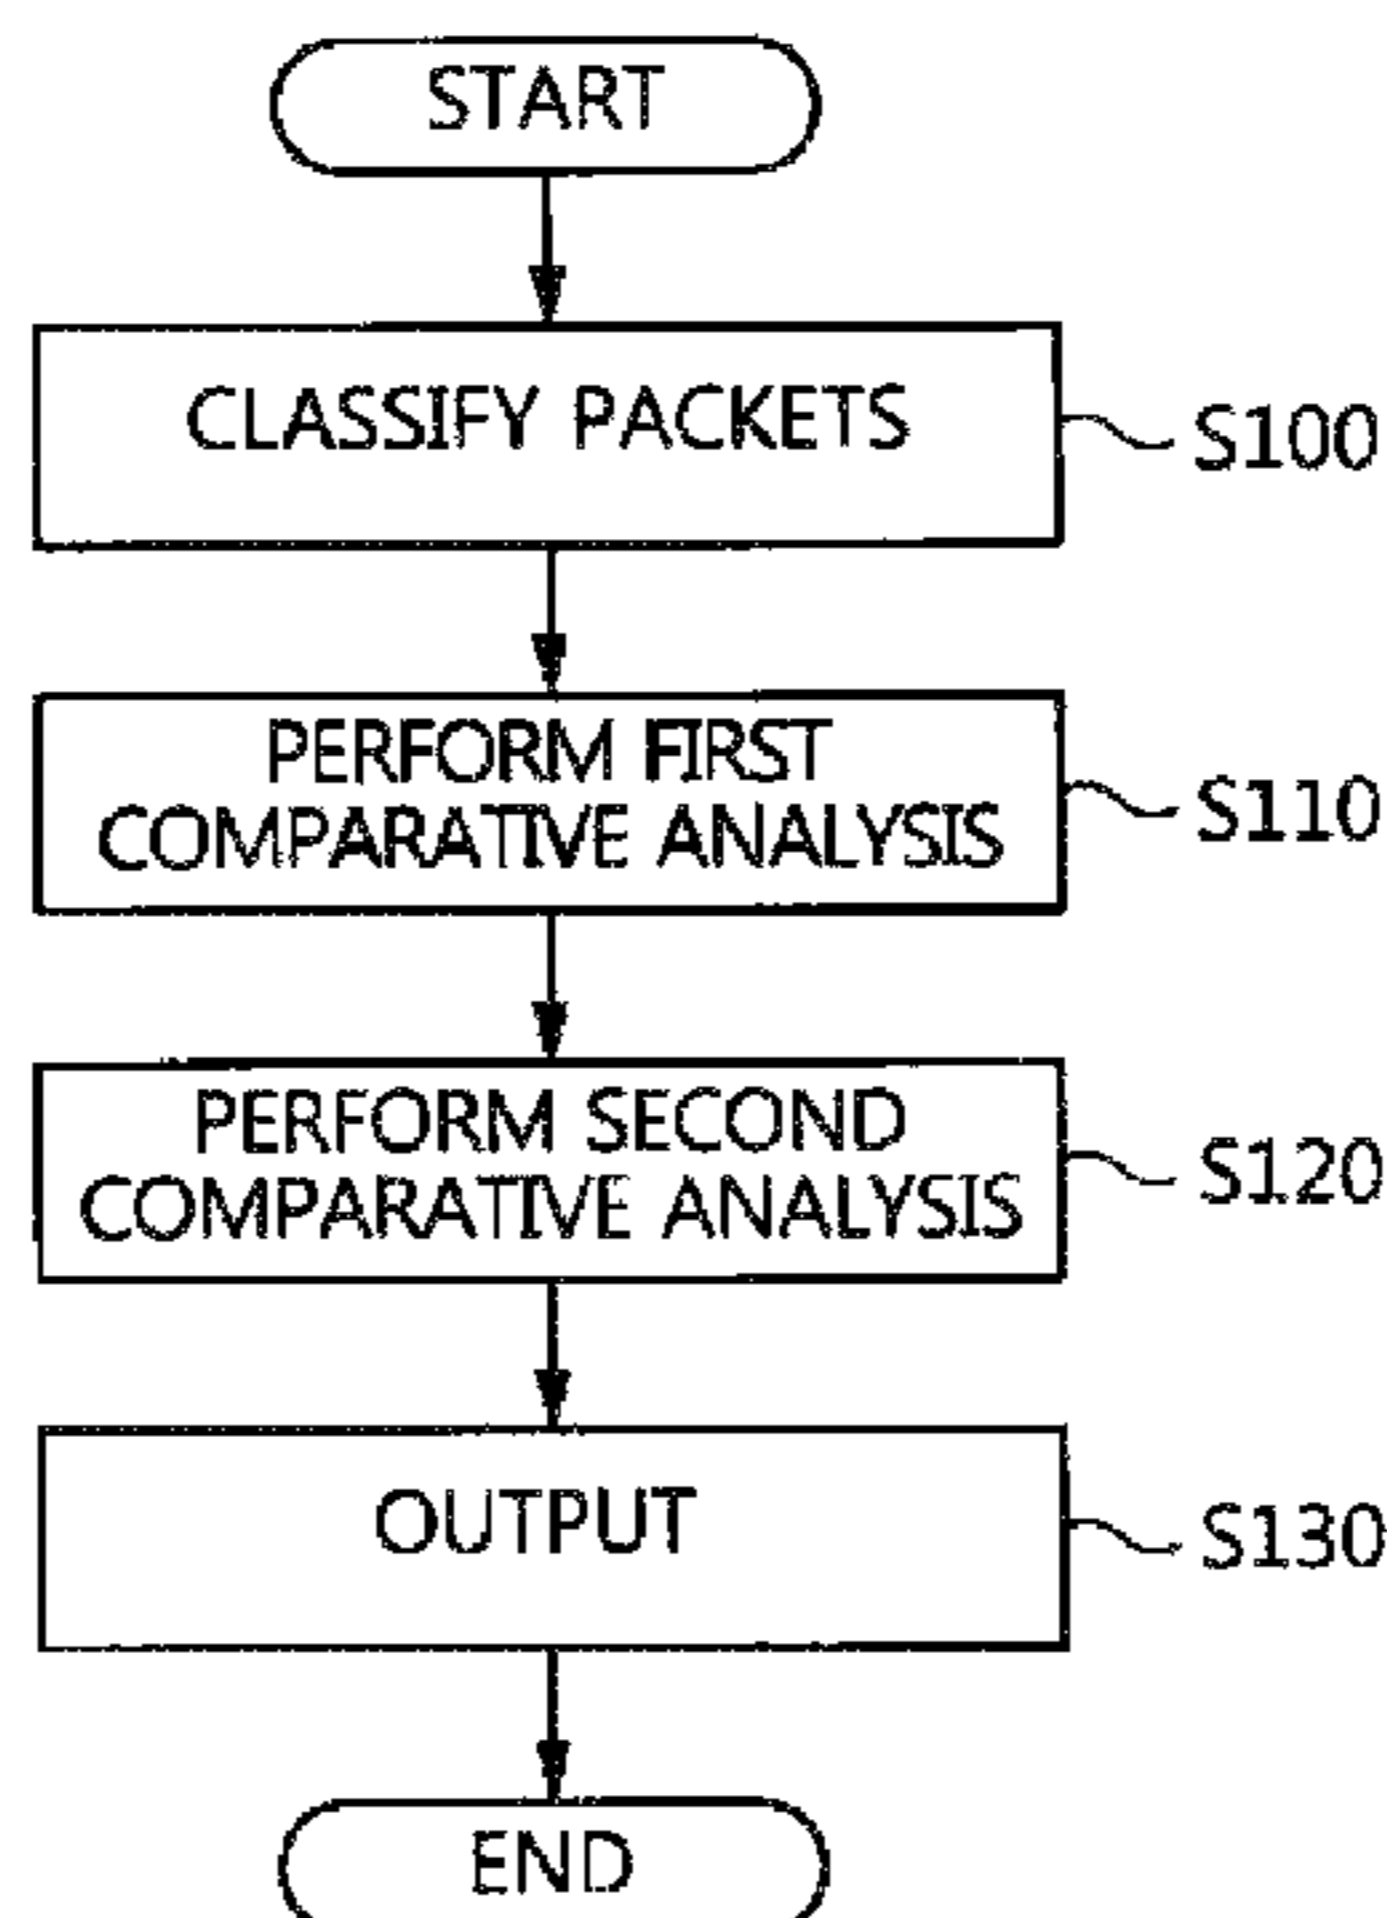 START
CLASSIFY PACKETS
S100
PERFORM FIRST
COMPARATIVE ANALYSIS
S110
PERFORM SECOND
COMPARATIVE ANALYSIS
S120
OUTPUT
S130
END